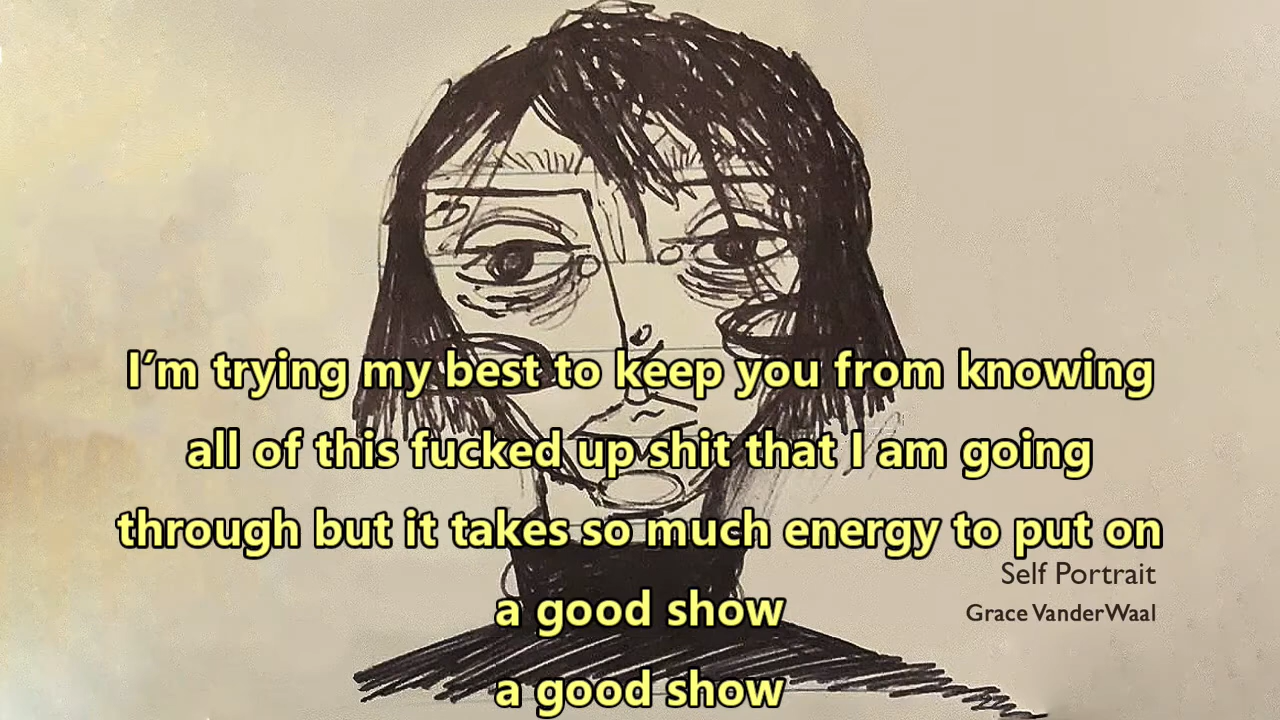 I'm trying my best to keep you from knowing
all of this fucked up shit that I am going
through but it takes so much energy to put on
Self Portrait
a good show
Grace VanderWaal
a good show